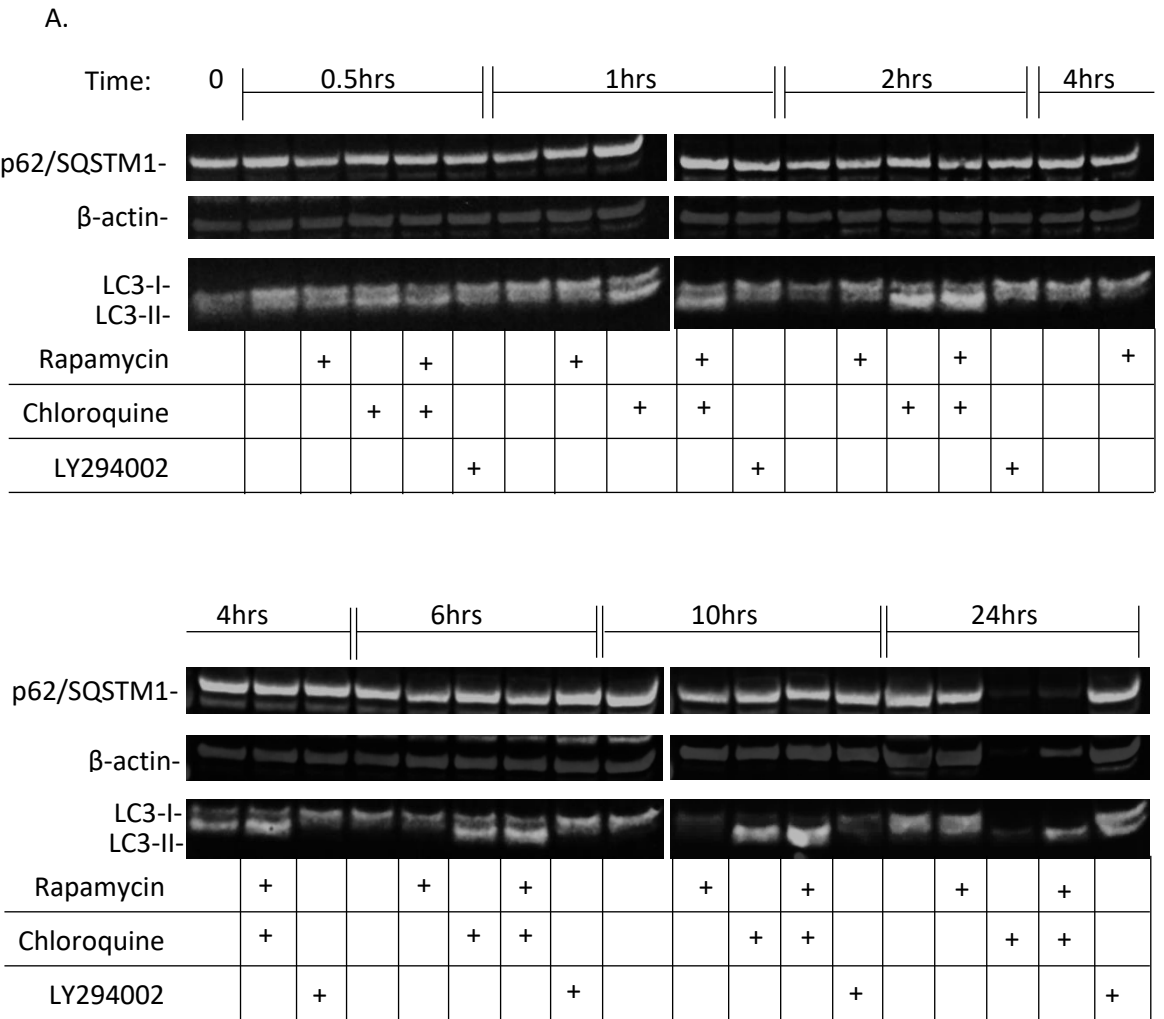 A.
Time: 0 0.5hrs 1hrs 2hrs 4hrs
p62/SQSTM1-
β-actin-
LC3-I-
LC3-II-
Rapamycin + + + + + + +
Chloroquine + + + + + +
LY294002 + + +
4hrs 6hrs 10hrs 24hrs
p62/SQSTM1-
β-actin-
LC3-I-
LC3-II-
Rapamycin + + + + + + +
Chloroquine + + + + + + +
LY294002 + + + +